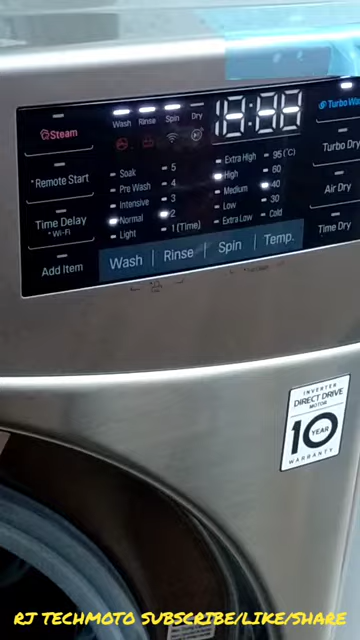 Steam
Wash Rinse Spin Dry
18:88
TurboWa
Remote Start
Time Delay
* Wi-Fi
Add Item
Soak
Pre Wash
Intensive
Normal
Light
5
4
3
2
1 (Time)
Extra High
High
Medium
Low
Extra Low
95 (°C)
60
40
30
Cold
Turbo Dry
Air Dry
Time Dry
Wash | Rinse | Spin | Temp.
INVERTER
DIRECT DRIVE
MOTOR
10 YEAR
WARRANTY
RJ TECHMOTO SUBSCRIBE/LIKE/SHARE